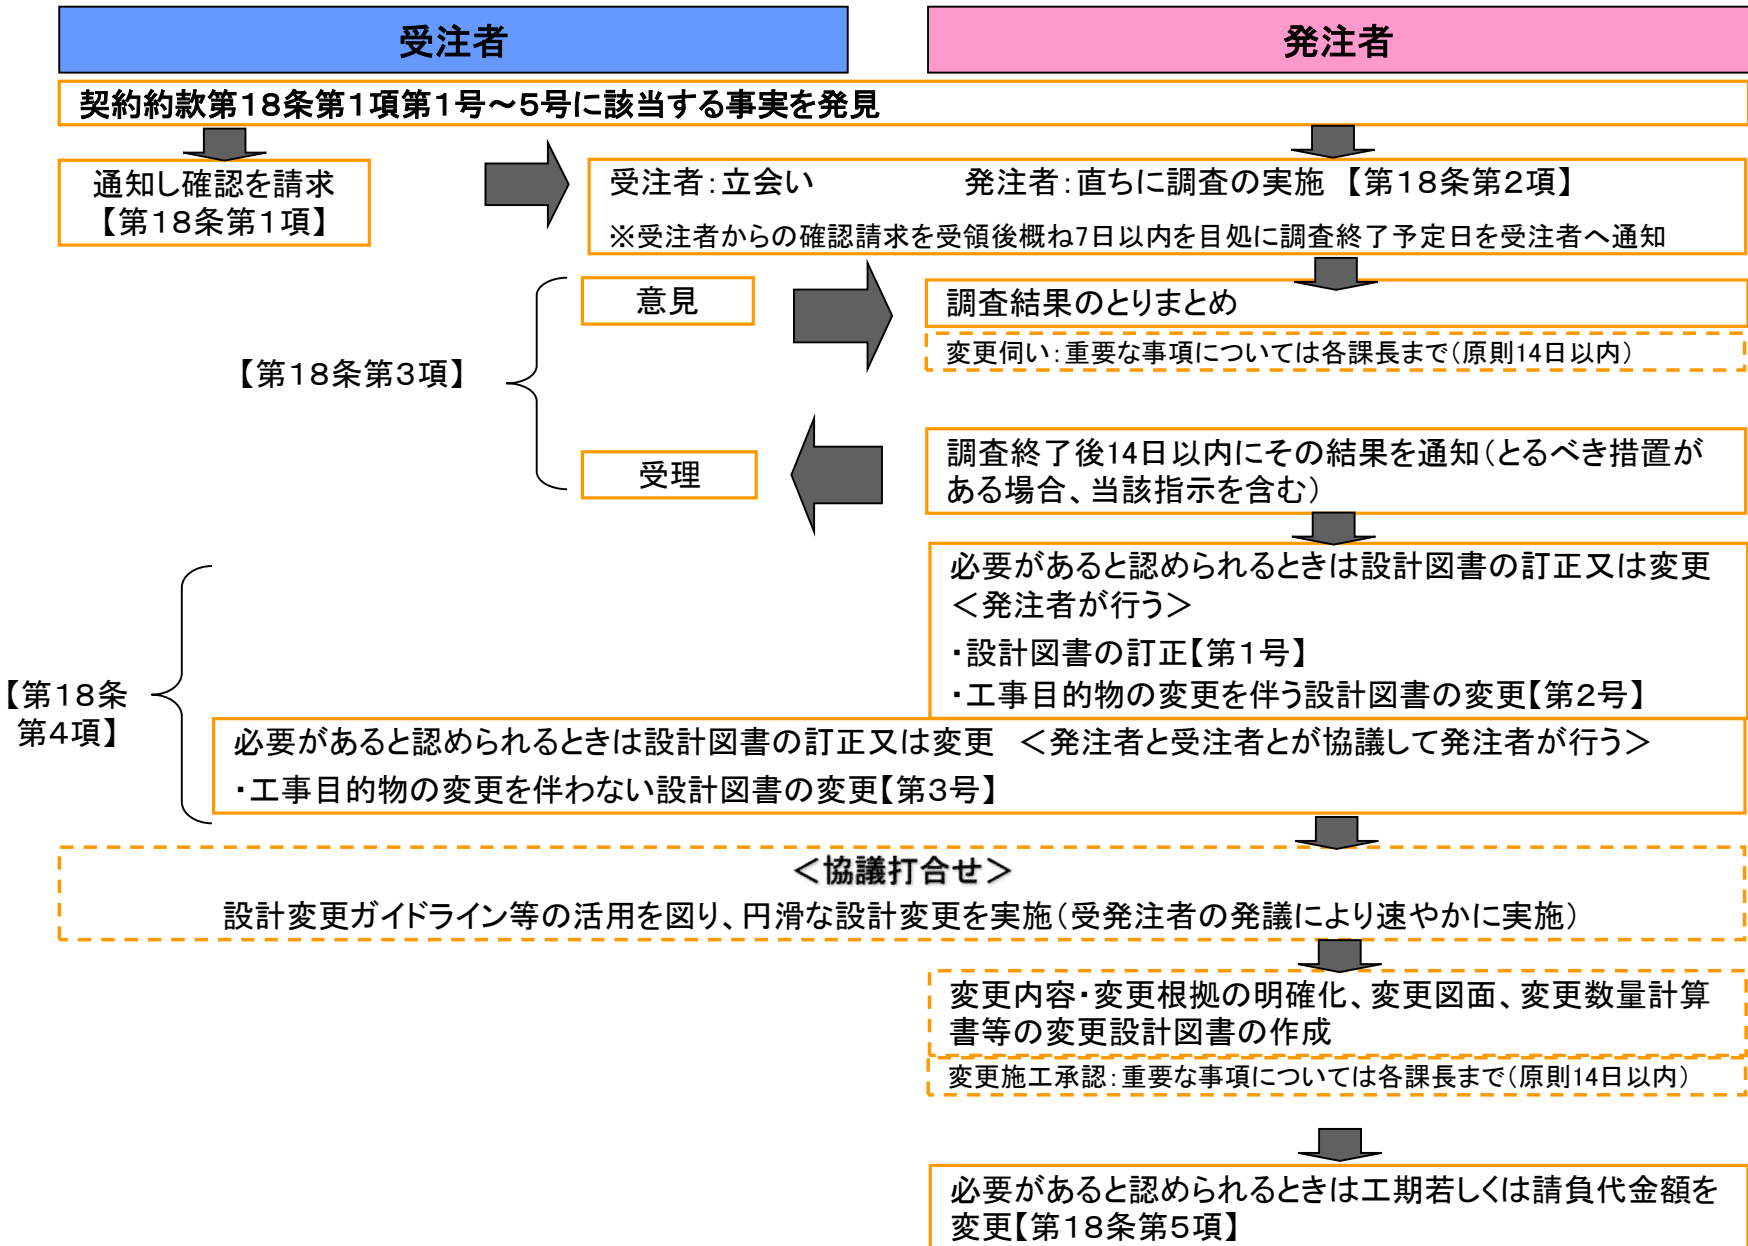 受注者
発注者
契約約款第18条第1項第1号～5号に該当する事実を発見
通知し確認を請求
【第18条第1項】
受注者：立会い　発注者：直ちに調査の実施 【第18条第2項】
※受注者からの確認請求を受領後概ね7日以内を目処に調査終了予定日を受注者へ通知
意見
調査結果のとりまとめ
変更伺い：重要な事項については各課長まで（原則14日以内）
【第18条第3項】
受理
調査終了後14日以内にその結果を通知（とるべき措置が
ある場合、当該指示を含む）
必要があると認められるときは設計図書の訂正又は変更
＜発注者が行う＞
・設計図書の訂正【第1号】
・工事目的物の変更を伴う設計図書の変更【第2号】
【第18条
第4項】
必要があると認められるときは設計図書の訂正又は変更　＜発注者と受注者とが協議して発注者が行う＞
・工事目的物の変更を伴わない設計図書の変更【第3号】
＜協議打合せ＞
設計変更ガイドライン等の活用を図り、円滑な設計変更を実施（受発注者の発議により速やかに実施）
変更内容・変更根拠の明確化、変更図面、変更数量計算
書等の変更設計図書の作成
変更施工承認：重要な事項については各課長まで（原則14日以内）
必要があると認められるときは工期若しくは請負代金額を
変更【第18条第5項】